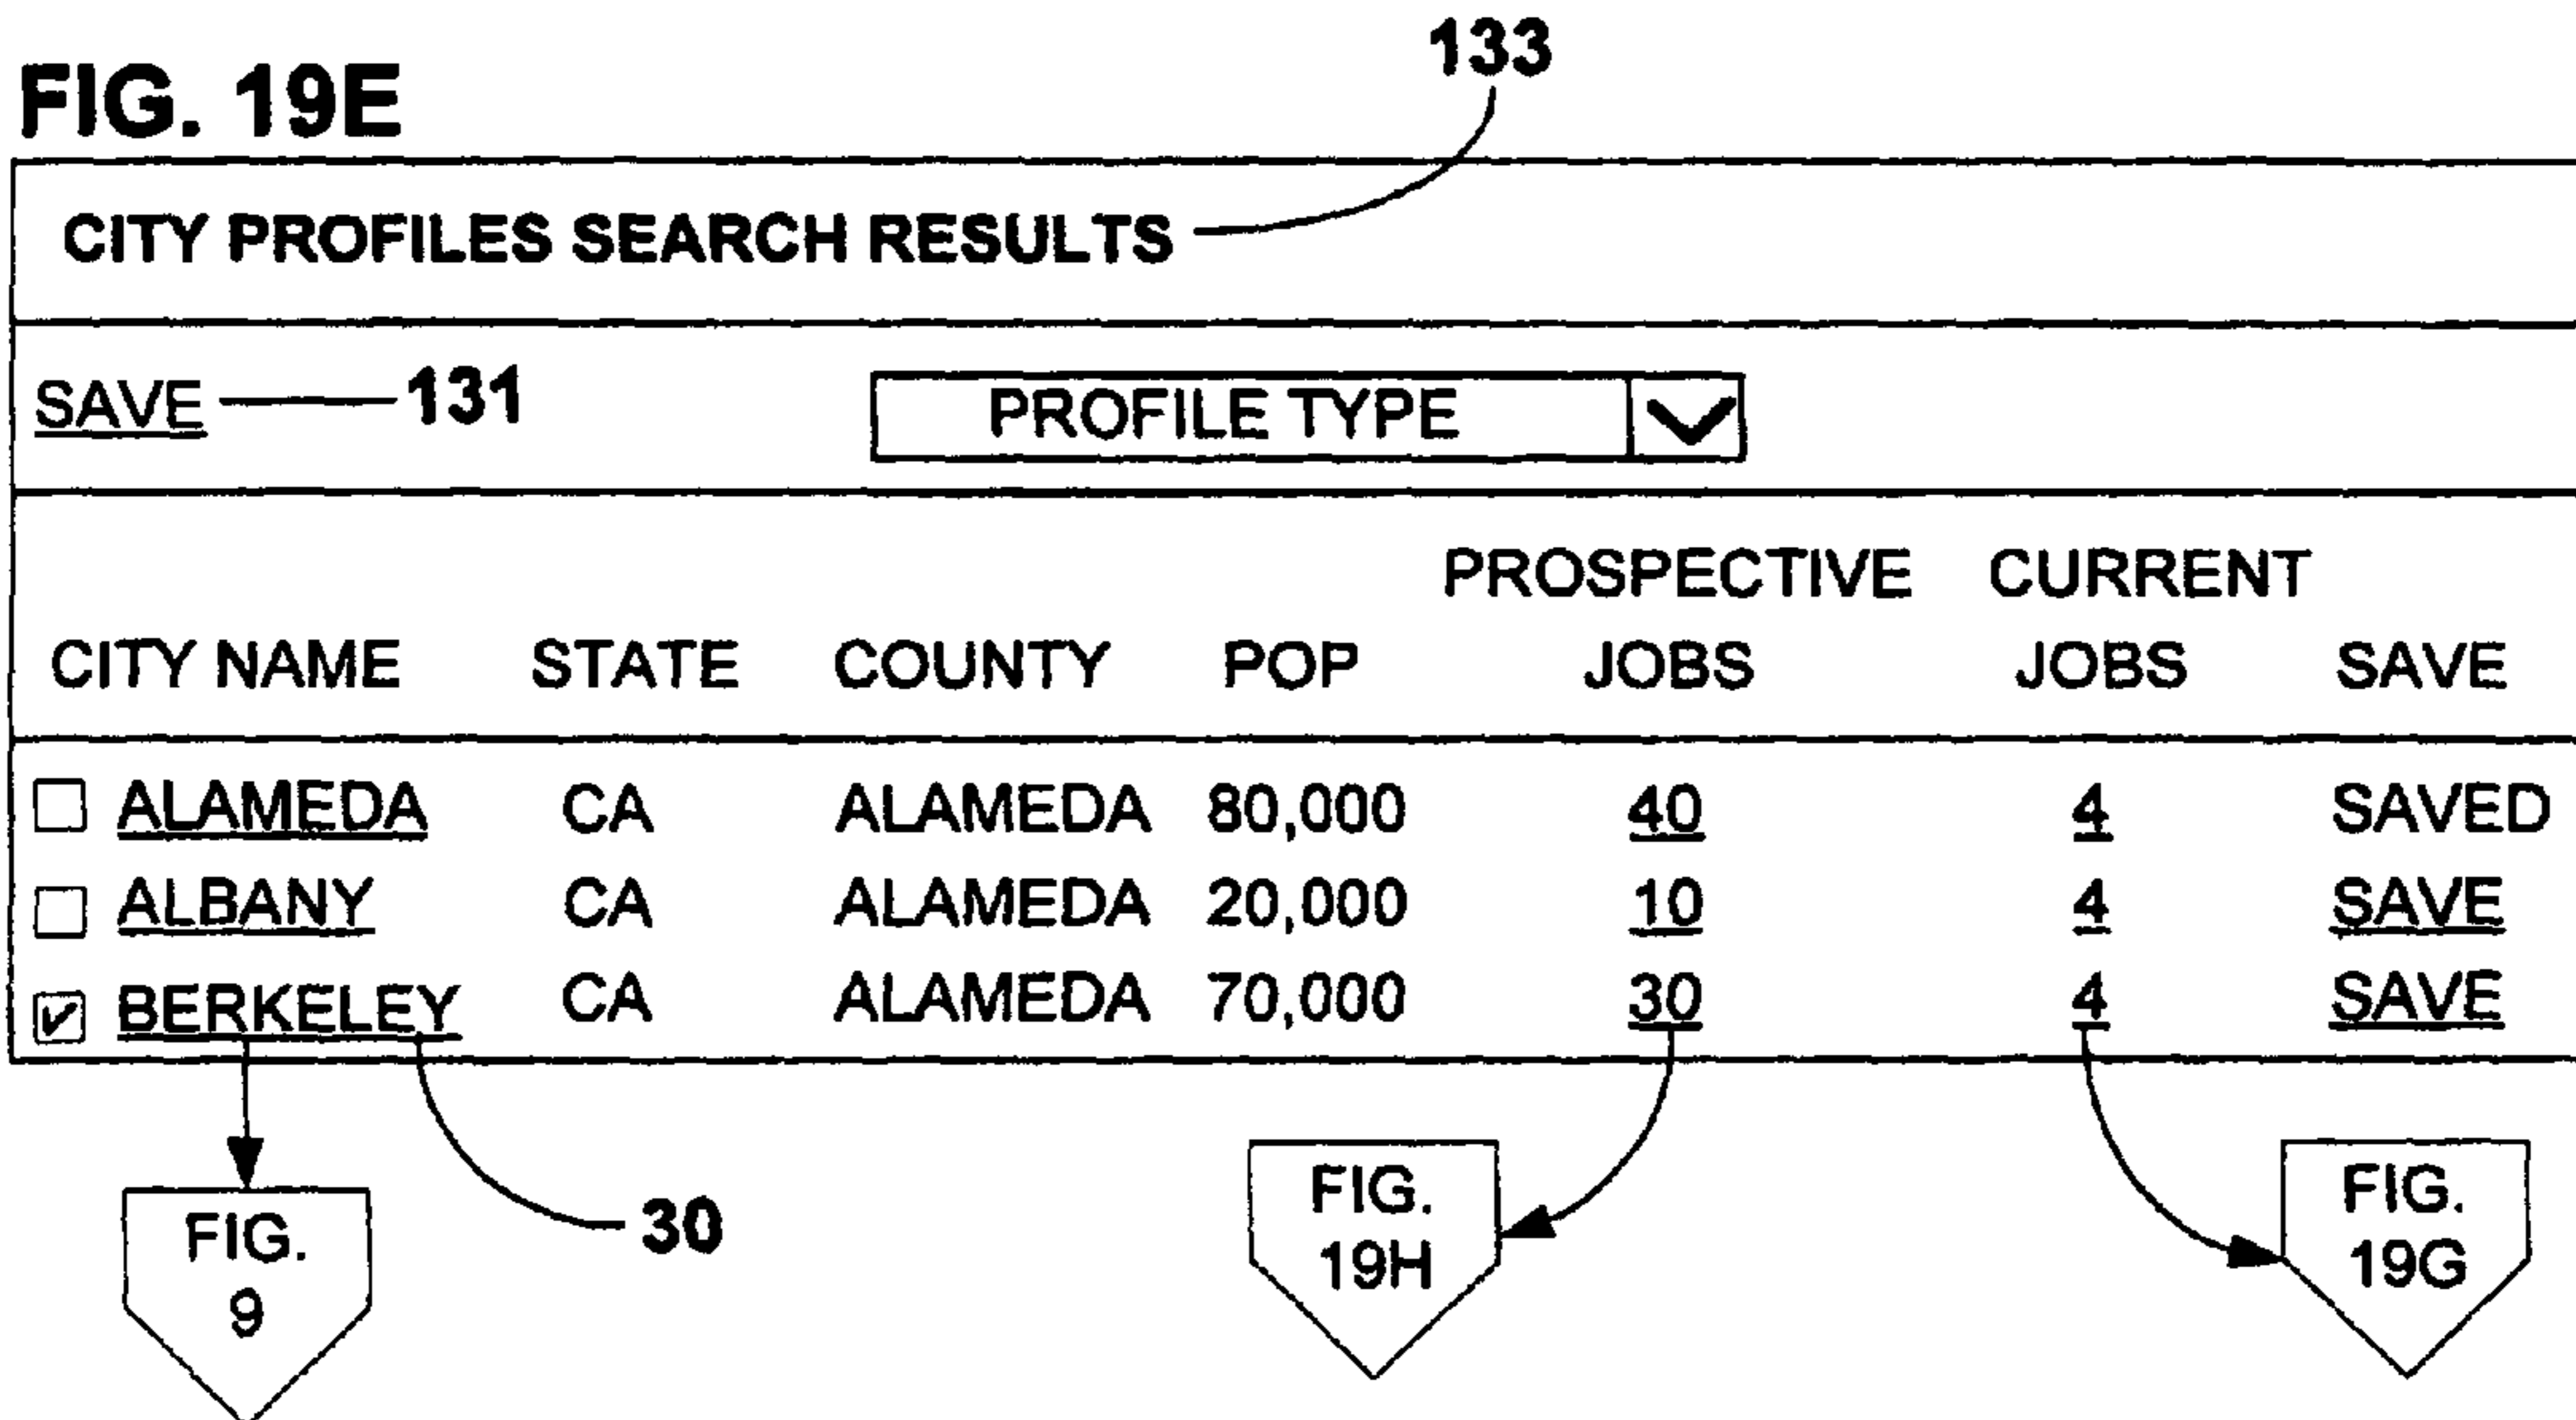 133
FIG. 19E
CITY PROFILES SEARCH RESULTS
SAVE 131 PROFILE TYPE
PROSPECTIVE CURRENT
CITY NAME STATE COUNTY POP JOBS JOBS SAVE
ALAMEDA CA ALAMEDA 80,000 40 4 SAVED
ALBANY CA ALAMEDA 20,000 10 4 SAVE
BERKELEY CA ALAMEDA 70,000 30 4 SAVE
FIG.
9
30
FIG.
19H
FIG.
19G